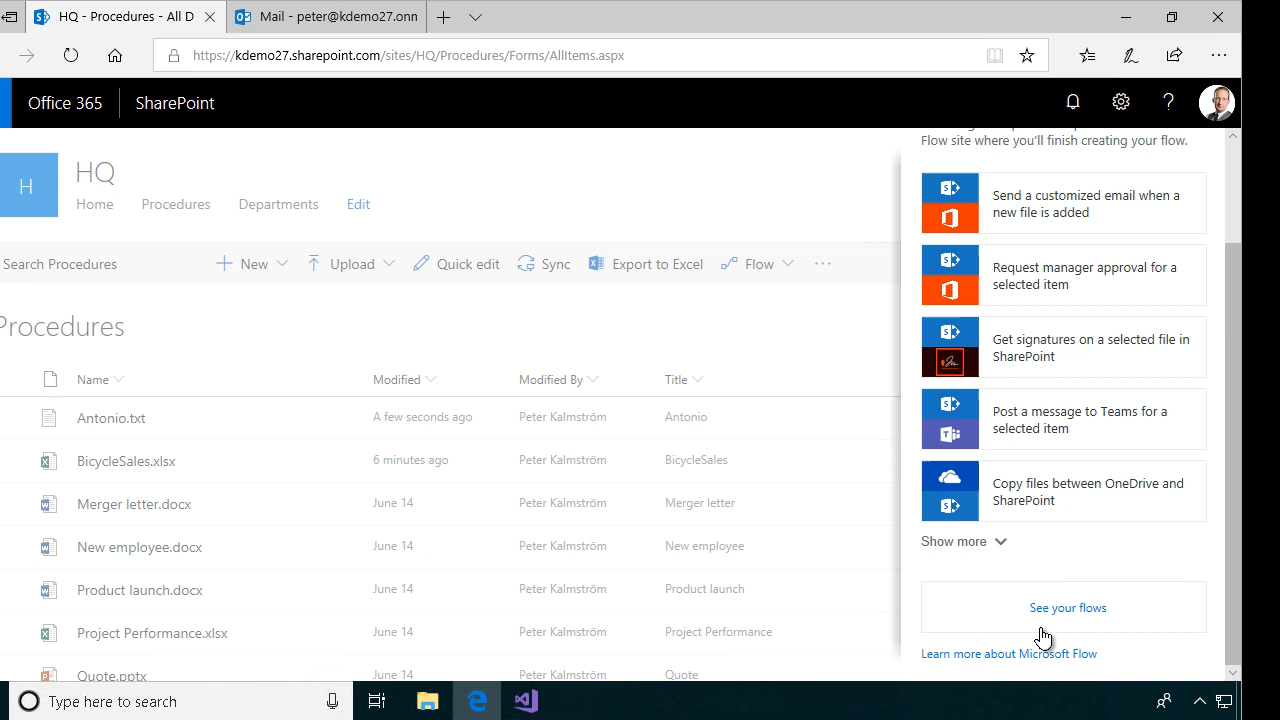 HQ - Procedures - All D
Mail - peter@kdemo27.onn
https://kdemo27.sharepoint.com/sites/HQ/Procedures/Forms/AllItems.aspx
Office 365
SharePoint
H
HQ
Home
Procedures
Departments
Edit
Search Procedures
New
Upload
Quick edit
Sync
Export to Excel
Flow
Procedures
Name
Modified
Modified By
Title
Antonio.txt
A few seconds ago
Peter Kalmström
Antonio
BicycleSales.xlsx
6 minutes ago
Peter Kalmström
BicycleSales
Merger letter.docx
June 14
Peter Kalmström
Merger letter
New employee.docx
June 14
Peter Kalmström
New employee
Product launch.docx
June 14
Peter Kalmström
Product launch
Project Performance.xlsx
June 14
Peter Kalmström
Project Performance
Quote.pptx
June 14
Peter Kalmström
Quote
Flow site where you'll finish creating your flow.
Send a customized email when a
new file is added
Request manager approval for a
selected item
Get signatures on a selected file in
SharePoint
Post a message to Teams for a
selected item
Copy files between OneDrive and
SharePoint
Show more
See your flows
Learn more about Microsoft Flow
Type here to search